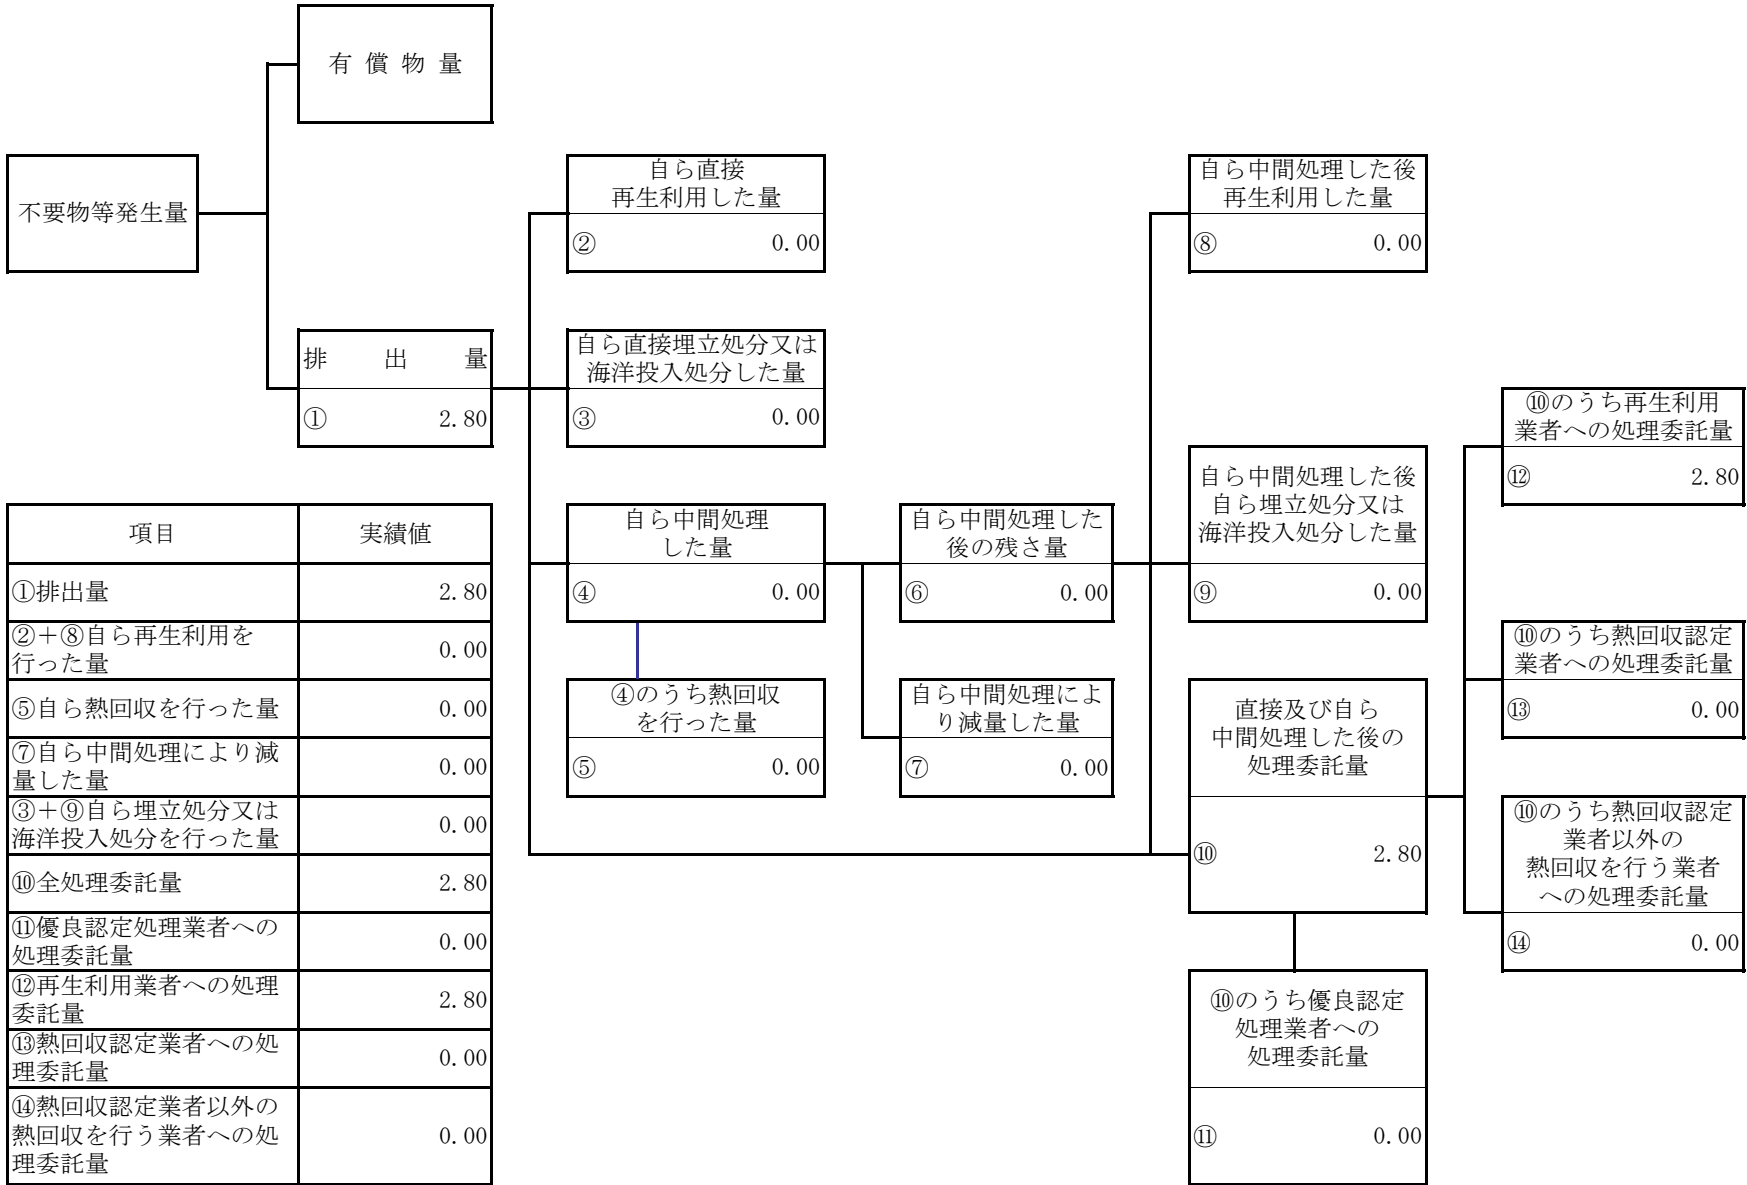 有 償 物 量
不要物等発生量
自ら直接
再生利用した量
② 0.00
自ら中間処理した後
再生利用した量
⑧ 0.00
排 出 量
① 2.80
自ら直接埋立処分又は
海洋投入処分した量
③ 0.00
⑩のうち再生利用
業者への処理委託量
⑫ 2.80
自ら中間処理
した量
④ 0.00
自ら中間処理した
後の残さ量
⑥ 0.00
自ら中間処理した後
自ら埋立処分又は
海洋投入処分した量
⑨ 0.00
⑩のうち熱回収認定
業者への処理委託量
⑬ 0.00
④のうち熱回収
を行った量
⑤ 0.00
自ら中間処理によ
り減量した量
⑦ 0.00
直接及び自ら
中間処理した後の
処理委託量
⑩ 2.80
⑩のうち熱回収認定
業者以外の
熱回収を行う業者
への処理委託量
⑭ 0.00
⑩のうち優良認定
処理業者への
処理委託量
⑪ 0.00
項目 実績値
①排出量 2.80
②＋⑧自ら再生利用を
行った量 0.00
⑤自ら熱回収を行った量 0.00
⑦自ら中間処理により減
量した量 0.00
③＋⑨自ら埋立処分又は
海洋投入処分を行った量 0.00
⑩全処理委託量 2.80
⑪優良認定処理業者への
処理委託量 0.00
⑫再生利用業者への処理
委託量 2.80
⑬熱回収認定業者への処
理委託量 0.00
⑭熱回収認定業者以外の
熱回収を行う業者への処
理委託量 0.00